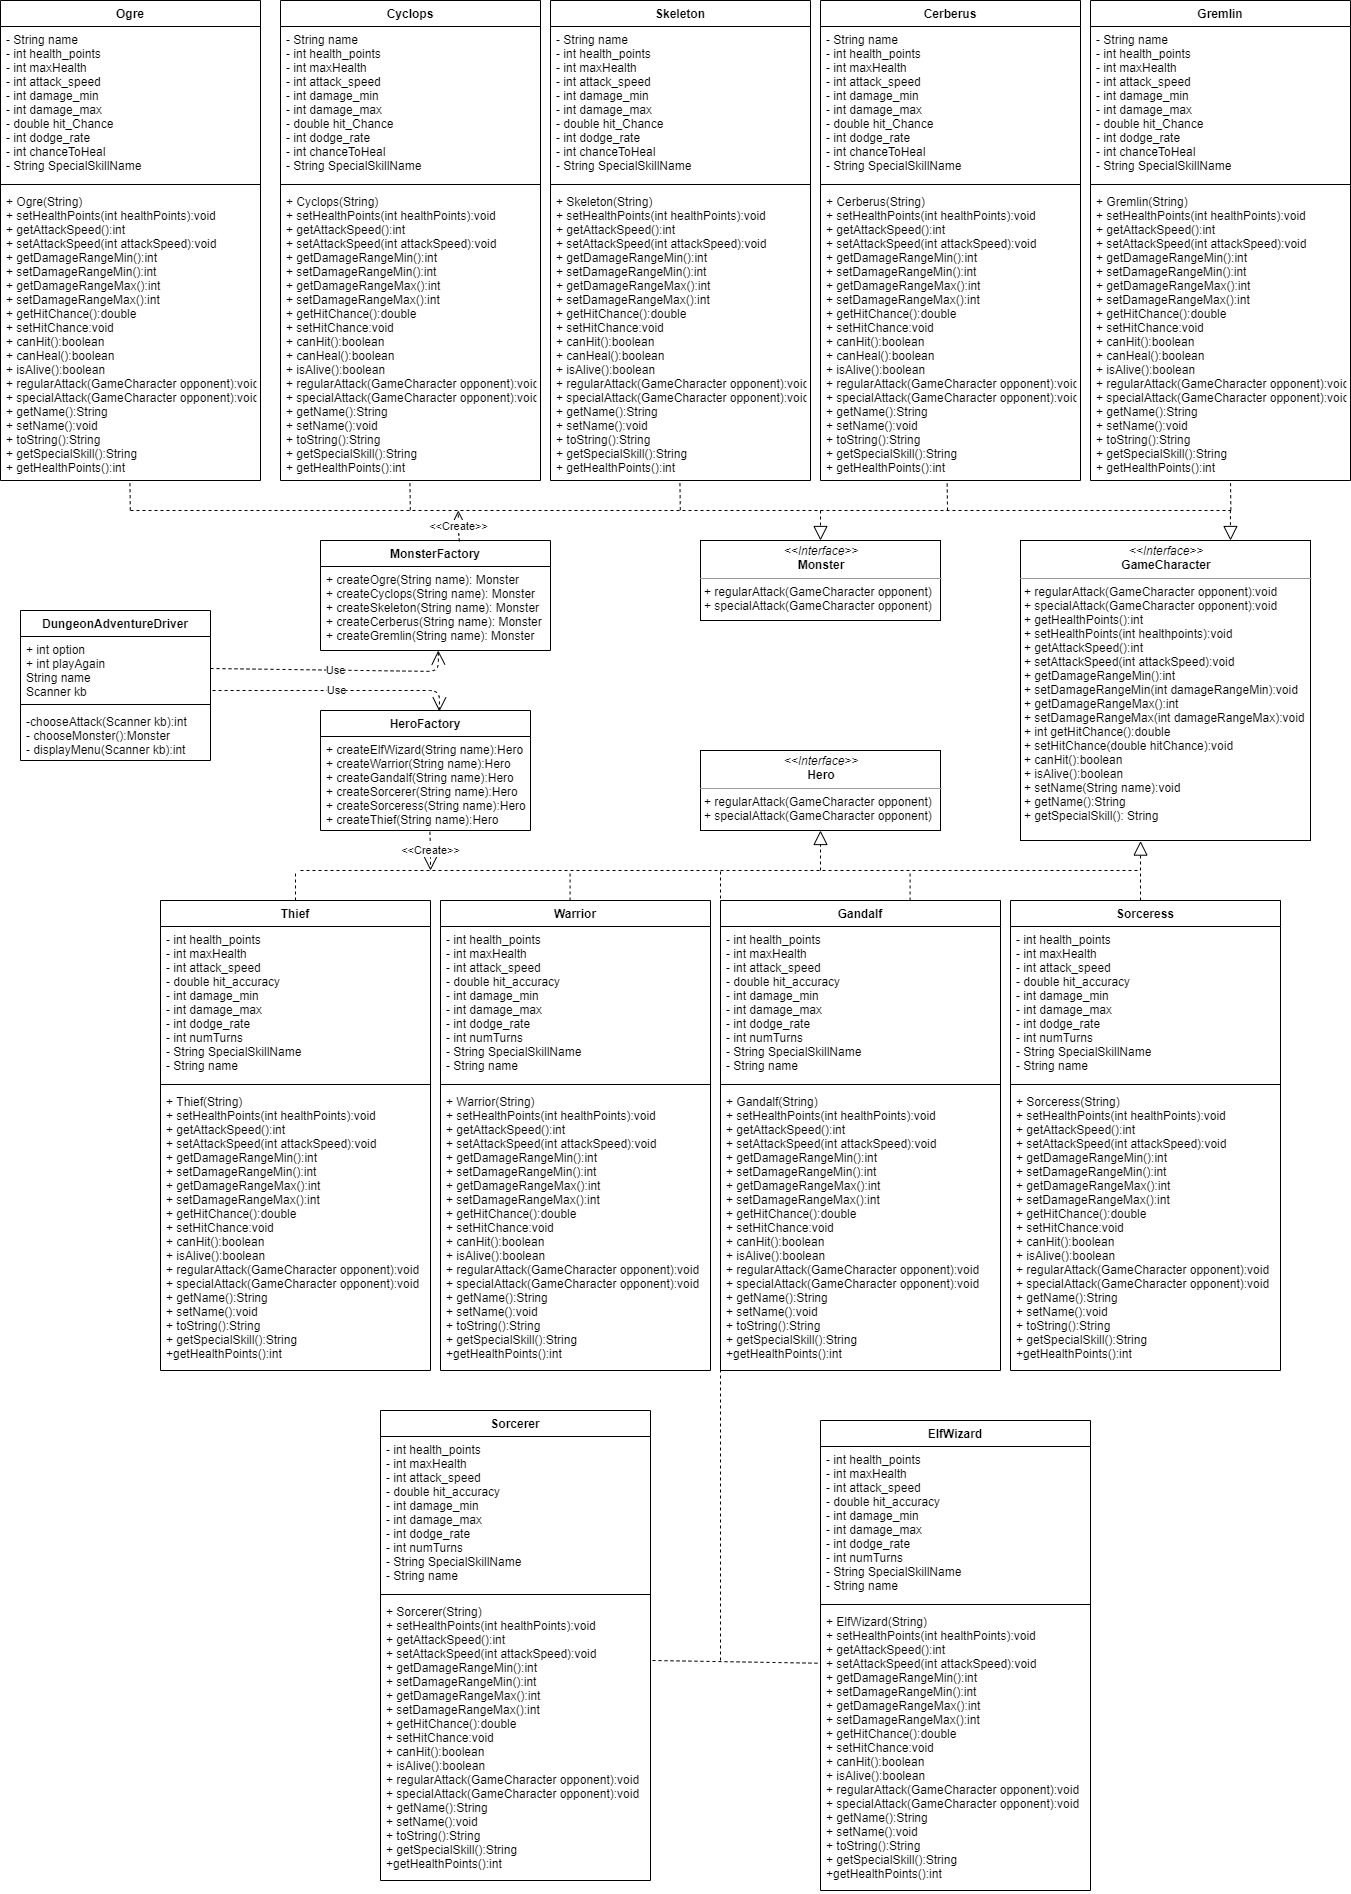 Ogre
- String name
- int health_points
- int maxHealth
- int attack_speed
- int damage_min
- int damage_max
- double hit_Chance
- int dodge_rate
- int chanceToHeal
- String SpecialSkillName
+ Ogre(String)
+ setHealthPoints(int healthPoints):void
+ getAttackSpeed():int
+ setAttackSpeed(int attackSpeed):void
+ getDamageRangeMin():int
+ setDamageRangeMin():int
+ getDamageRangeMax():int
+ setDamageRangeMax():int
+ getHitChance():double
+ setHitChance:void
+ canHit():boolean
+ canHeal():boolean
+ isAlive():boolean
+ regularAttack(GameCharacter opponent):void
+ specialAttack(GameCharacter opponent):void
+ getName():String
+ setName():void
+ toString():String
+ getSpecialSkill():String
+ getHealthPoints():int
Cyclops
- String name
- int health_points
- int maxHealth
- int attack_speed
- int damage_min
- int damage_max
- double hit_Chance
- int dodge_rate
- int chanceToHeal
- String SpecialSkillName
+ Cyclops(String)
+ setHealthPoints(int healthPoints):void
+ getAttackSpeed():int
+ setAttackSpeed(int attackSpeed):void
+ getDamageRangeMin():int
+ setDamageRangeMin():int
+ getDamageRangeMax():int
+ setDamageRangeMax():int
+ getHitChance():double
+ setHitChance:void
+ canHit():boolean
+ canHeal():boolean
+ isAlive():boolean
+ regularAttack(GameCharacter opponent):void
+ specialAttack(GameCharacter opponent):void
+ getName():String
+ setName():void
+ toString():String
+ getSpecialSkill():String
+ getHealthPoints():int
Skeleton
- String name
- int health_points
- int maxHealth
- int attack_speed
- int damage_min
- int damage_max
- double hit_Chance
- int dodge_rate
- int chanceToHeal
- String SpecialSkillName
+ Skeleton(String)
+ setHealthPoints(int healthPoints):void
+ getAttackSpeed():int
+ setAttackSpeed(int attackSpeed):void
+ getDamageRangeMin():int
+ setDamageRangeMin():int
+ getDamageRangeMax():int
+ setDamageRangeMax():int
+ getHitChance():double
+ setHitChance:void
+ canHit():boolean
+ canHeal():boolean
+ isAlive():boolean
+ regularAttack(GameCharacter opponent):void
+ specialAttack(GameCharacter opponent):void
+ getName():String
+ setName():void
+ toString():String
+ getSpecialSkill():String
+ getHealthPoints():int
Cerberus
- String name
- int health_points
- int maxHealth
- int attack_speed
- int damage_min
- int damage_max
- double hit_Chance
- int dodge_rate
- int chanceToHeal
- String SpecialSkillName
+ Cerberus(String)
+ setHealthPoints(int healthPoints):void
+ getAttackSpeed():int
+ setAttackSpeed(int attackSpeed):void
+ getDamageRangeMin():int
+ setDamageRangeMin():int
+ getDamageRangeMax():int
+ setDamageRangeMax():int
+ getHitChance():double
+ setHitChance:void
+ canHit():boolean
+ canHeal():boolean
+ isAlive():boolean
+ regularAttack(GameCharacter opponent):void
+ specialAttack(GameCharacter opponent):void
+ getName():String
+ setName():void
+ toString():String
+ getSpecialSkill():String
+ getHealthPoints():int
Gremlin
- String name
- int health_points
- int maxHealth
- int attack_speed
- int damage_min
- int damage_max
- double hit_Chance
- int dodge_rate
- int chanceToHeal
- String SpecialSkillName
+ Gremlin(String)
+ setHealthPoints(int healthPoints):void
+ getAttackSpeed():int
+ setAttackSpeed(int attackSpeed):void
+ getDamageRangeMin():int
+ setDamageRangeMin():int
+ getDamageRangeMax():int
+ setDamageRangeMax():int
+ getHitChance():double
+ setHitChance:void
+ canHit():boolean
+ canHeal():boolean
+ isAlive():boolean
+ regularAttack(GameCharacter opponent):void
+ specialAttack(GameCharacter opponent):void
+ getName():String
+ setName():void
+ toString():String
+ getSpecialSkill():String
+ getHealthPoints():int
<<Create>>
MonsterFactory
+ createOgre(String name): Monster
+ createCyclops(String name): Monster
+ createSkeleton(String name): Monster
+ createCerberus(String name): Monster
+ createGremlin(String name): Monster
<<Interface>>
Monster
+ regularAttack(GameCharacter opponent)
+ specialAttack(GameCharacter opponent)
<<Interface>>
GameCharacter
+ regularAttack(GameCharacter opponent):void
+ specialAttack(GameCharacter opponent):void
+ getHealthPoints():int
+ setHealthPoints(int healthpoints):void
+ getAttackSpeed():int
+ setAttackSpeed(int attackSpeed):void
+ getDamageRangeMin():int
+ setDamageRangeMin(int damageRangeMin):void
+ getDamageRangeMax():int
+ setDamageRangeMax(int damageRangeMax):void
+ int getHitChance():double
+ setHitChance(double hitChance):void
+ canHit():boolean
+ isAlive():boolean
+ setName(String name):void
+ getName():String
+ getSpecialSkill(): String
DungeonAdventureDriver
+ int option
+ int playAgain
String name
Scanner kb
-chooseAttack(Scanner kb):int
- chooseMonster():Monster
- displayMenu(Scanner kb):int
Use
Use
HeroFactory
+ createElfWizard(String name):Hero
+ createWarrior(String name):Hero
+ createGandalf(String name):Hero
+ createSorcerer(String name):Hero
+ createSorceress(String name):Hero
+ createThief(String name):Hero
<<Interface>>
Hero
+ regularAttack(GameCharacter opponent)
+ specialAttack(GameCharacter opponent)
<<Create>>
Thief
- int health_points
- int maxHealth
- int attack_speed
- double hit_accuracy
- int damage_min
- int damage_max
- int dodge_rate
- int numTurns
- String SpecialSkillName
- String name
+ Thief(String)
+ setHealthPoints(int healthPoints):void
+ getAttackSpeed():int
+ setAttackSpeed(int attackSpeed):void
+ getDamageRangeMin():int
+ setDamageRangeMin():int
+ getDamageRangeMax():int
+ setDamageRangeMax():int
+ getHitChance():double
+ setHitChance:void
+ canHit():boolean
+ isAlive():boolean
+ regularAttack(GameCharacter opponent):void
+ specialAttack(GameCharacter opponent):void
+ getName():String
+ setName():void
+ toString():String
+ getSpecialSkill():String
+getHealthPoints():int
Warrior
- int health_points
- int maxHealth
- int attack_speed
- double hit_accuracy
- int damage_min
- int damage_max
- int dodge_rate
- int numTurns
- String SpecialSkillName
- String name
+ Warrior(String)
+ setHealthPoints(int healthPoints):void
+ getAttackSpeed():int
+ setAttackSpeed(int attackSpeed):void
+ getDamageRangeMin():int
+ setDamageRangeMin():int
+ getDamageRangeMax():int
+ setDamageRangeMax():int
+ getHitChance():double
+ setHitChance:void
+ canHit():boolean
+ isAlive():boolean
+ regularAttack(GameCharacter opponent):void
+ specialAttack(GameCharacter opponent):void
+ getName():String
+ setName():void
+ toString():String
+ getSpecialSkill():String
+getHealthPoints():int
Gandalf
- int health_points
- int maxHealth
- int attack_speed
- double hit_accuracy
- int damage_min
- int damage_max
- int dodge_rate
- int numTurns
- String SpecialSkillName
- String name
+ Gandalf(String)
+ setHealthPoints(int healthPoints):void
+ getAttackSpeed():int
+ setAttackSpeed(int attackSpeed):void
+ getDamageRangeMin():int
+ setDamageRangeMin():int
+ getDamageRangeMax():int
+ setDamageRangeMax():int
+ getHitChance():double
+ setHitChance:void
+ canHit():boolean
+ isAlive():boolean
+ regularAttack(GameCharacter opponent):void
+ specialAttack(GameCharacter opponent):void
+ getName():String
+ setName():void
+ toString():String
+ getSpecialSkill():String
+getHealthPoints():int
Sorceress
- int health_points
- int maxHealth
- int attack_speed
- double hit_accuracy
- int damage_min
- int damage_max
- int dodge_rate
- int numTurns
- String SpecialSkillName
- String name
+ Sorceress(String)
+ setHealthPoints(int healthPoints):void
+ getAttackSpeed():int
+ setAttackSpeed(int attackSpeed):void
+ getDamageRangeMin():int
+ setDamageRangeMin():int
+ getDamageRangeMax():int
+ setDamageRangeMax():int
+ getHitChance():double
+ setHitChance:void
+ canHit():boolean
+ isAlive():boolean
+ regularAttack(GameCharacter opponent):void
+ specialAttack(GameCharacter opponent):void
+ getName():String
+ setName():void
+ toString():String
+ getSpecialSkill():String
+getHealthPoints():int
Sorcerer
- int health_points
- int maxHealth
- int attack_speed
- double hit_accuracy
- int damage_min
- int damage_max
- int dodge_rate
- int numTurns
- String SpecialSkillName
- String name
+ Sorcerer(String)
+ setHealthPoints(int healthPoints):void
+ getAttackSpeed():int
+ setAttackSpeed(int attackSpeed):void
+ getDamageRangeMin():int
+ setDamageRangeMin():int
+ getDamageRangeMax():int
+ setDamageRangeMax():int
+ getHitChance():double
+ setHitChance:void
+ canHit():boolean
+ isAlive():boolean
+ regularAttack(GameCharacter opponent):void
+ specialAttack(GameCharacter opponent):void
+ getName():String
+ setName():void
+ toString():String
+ getSpecialSkill():String
+getHealthPoints():int
ElfWizard
- int health_points
- int maxHealth
- int attack_speed
- double hit_accuracy
- int damage_min
- int damage_max
- int dodge_rate
- int numTurns
- String SpecialSkillName
- String name
+ ElfWizard(String)
+ setHealthPoints(int healthPoints):void
+ getAttackSpeed():int
+ setAttackSpeed(int attackSpeed):void
+ getDamageRangeMin():int
+ setDamageRangeMin():int
+ getDamageRangeMax():int
+ setDamageRangeMax():int
+ getHitChance():double
+ setHitChance:void
+ canHit():boolean
+ isAlive():boolean
+ regularAttack(GameCharacter opponent):void
+ specialAttack(GameCharacter opponent):void
+ getName():String
+ setName():void
+ toString():String
+ getSpecialSkill():String
+getHealthPoints():int